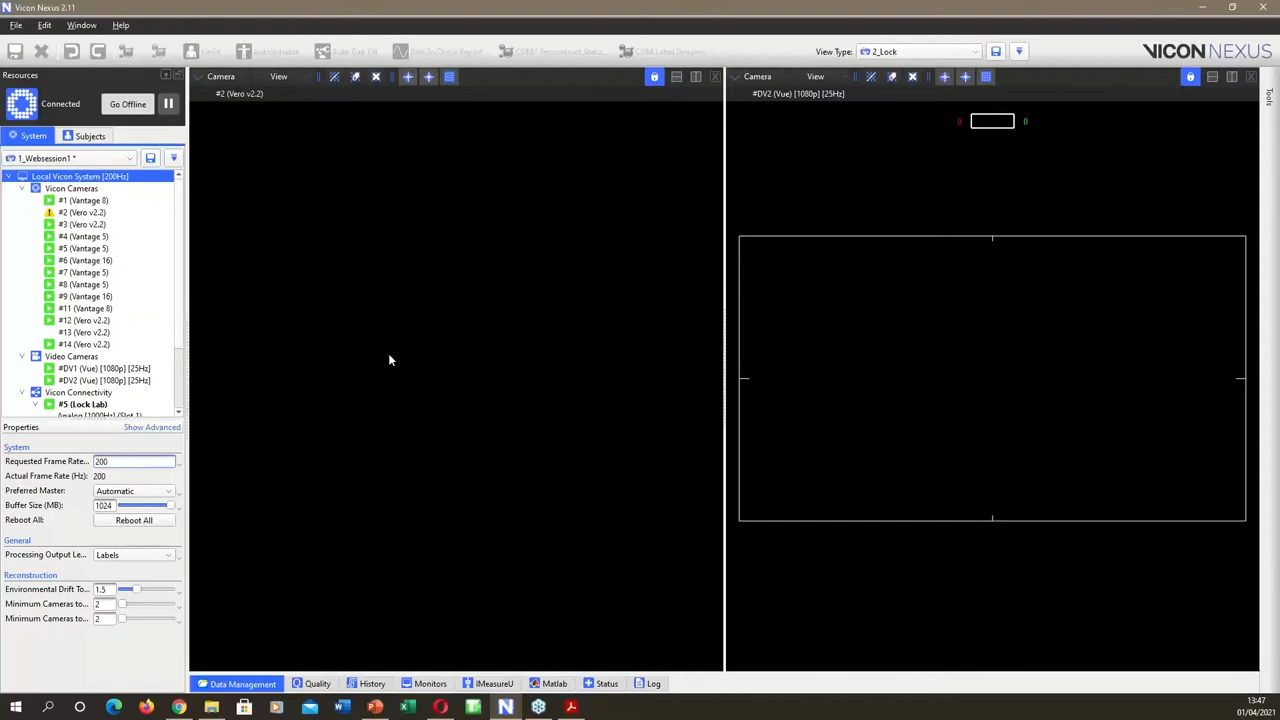 Vicon Nexus 2.11
File Edit Window Help
View Type: 2_Lock
VICON NEXUS
Resources
Connected
Go Offline
System Subjects
1_Websession1 *
Local Vicon System [200Hz]
Vicon Cameras
#1 (Vantage 8)
#2 (Vero v2.2)
#3 (Vero v2.2)
#4 (Vantage 5)
#5 (Vantage 5)
#6 (Vantage 16)
#7 (Vantage 5)
#8 (Vantage 5)
#9 (Vantage 16)
#11 (Vantage 8)
#12 (Vero v2.2)
#13 (Vero v2.2)
#14 (Vero v2.2)
Video Cameras
#DV1 (Vue) [1080p] [25Hz]
#DV2 (Vue) [1080p] [25Hz]
Vicon Connectivity
#5 (Lock Lab)
Analog [1000Hz] (Slot 1)
Properties Show Advanced
System
Requested Frame Rate... 200
Actual Frame Rate (Hz): 200
Preferred Master: Automatic
Buffer Size (MB): 1024
Reboot All: Reboot All
General
Processing Output Le... Labels
Reconstruction
Environmental Drift To... 1.5
Minimum Cameras to... 2
Minimum Cameras to... 2
Camera View
#2 (Vero v2.2)
Camera View
#DV2 (Vue) [1080p] [25Hz]
0 0
Tools
Data Management Quality History Monitors IMeasureU Matlab Status Log
13:47
01/04/2021